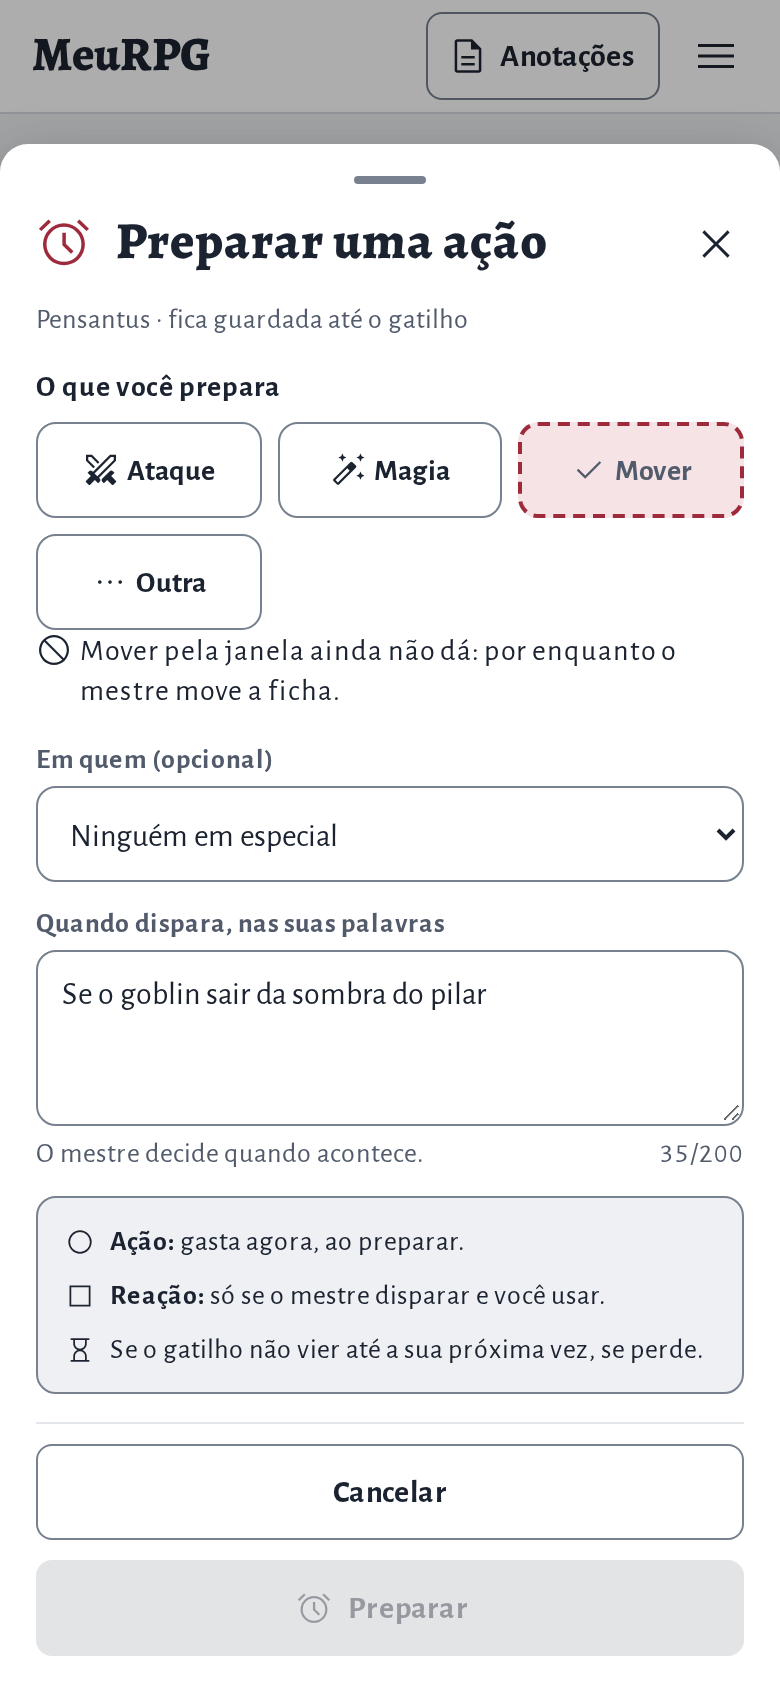 MeuRPG
Anotações
Preparar uma ação
Pensantus · fica guardada até o gatilho
O que você prepara
Ataque
Magia
Mover
Outra
Mover pela janela ainda não dá: por enquanto o
mestre move a ficha.
Em quem (opcional)
Ninguém em especial
Quando dispara, nas suas palavras
Se o goblin sair da sombra do pilar
O mestre decide quando acontece.
35/200
Ação: gasta agora, ao preparar.
Reação: só se o mestre disparar e você usar.
Se o gatilho não vier até a sua próxima vez, se perde.
Cancelar
Preparar